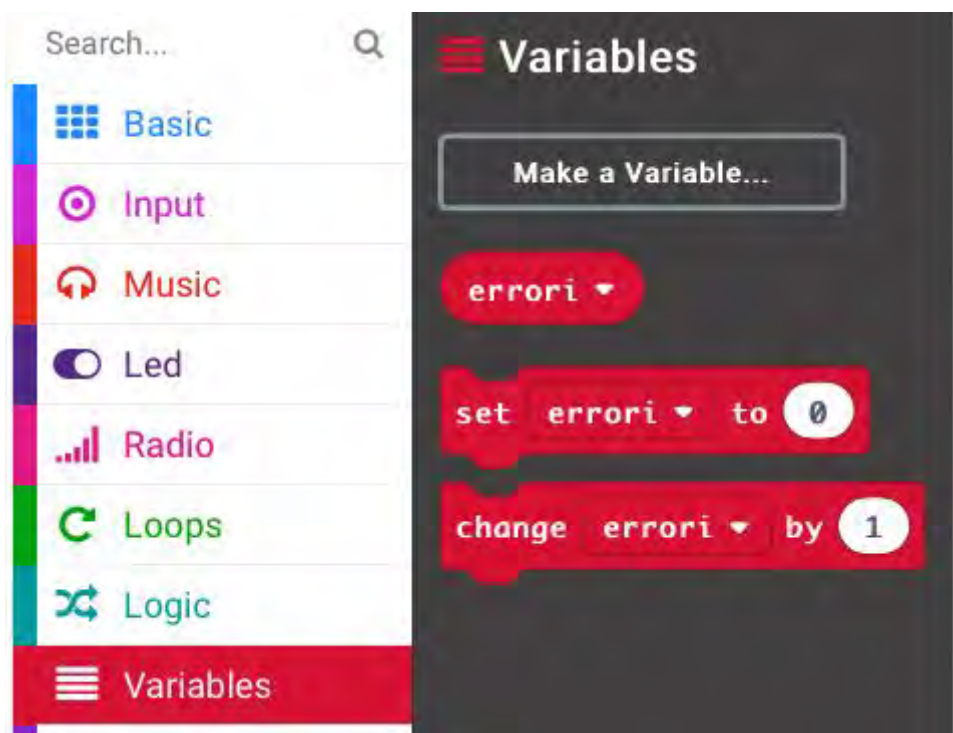 Search...
Basic
Input
Music
Led
Radio
Loops
Logic
Variables
Variables
Make a Variable...
errori
set errori to 0
change errori by 1